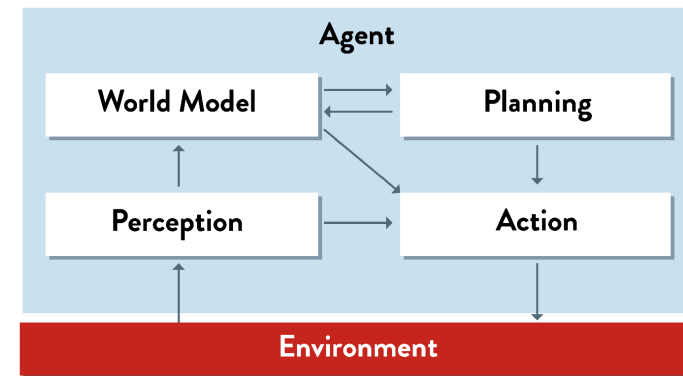 Agent
World Model
Planning
Perception
Action
Environment